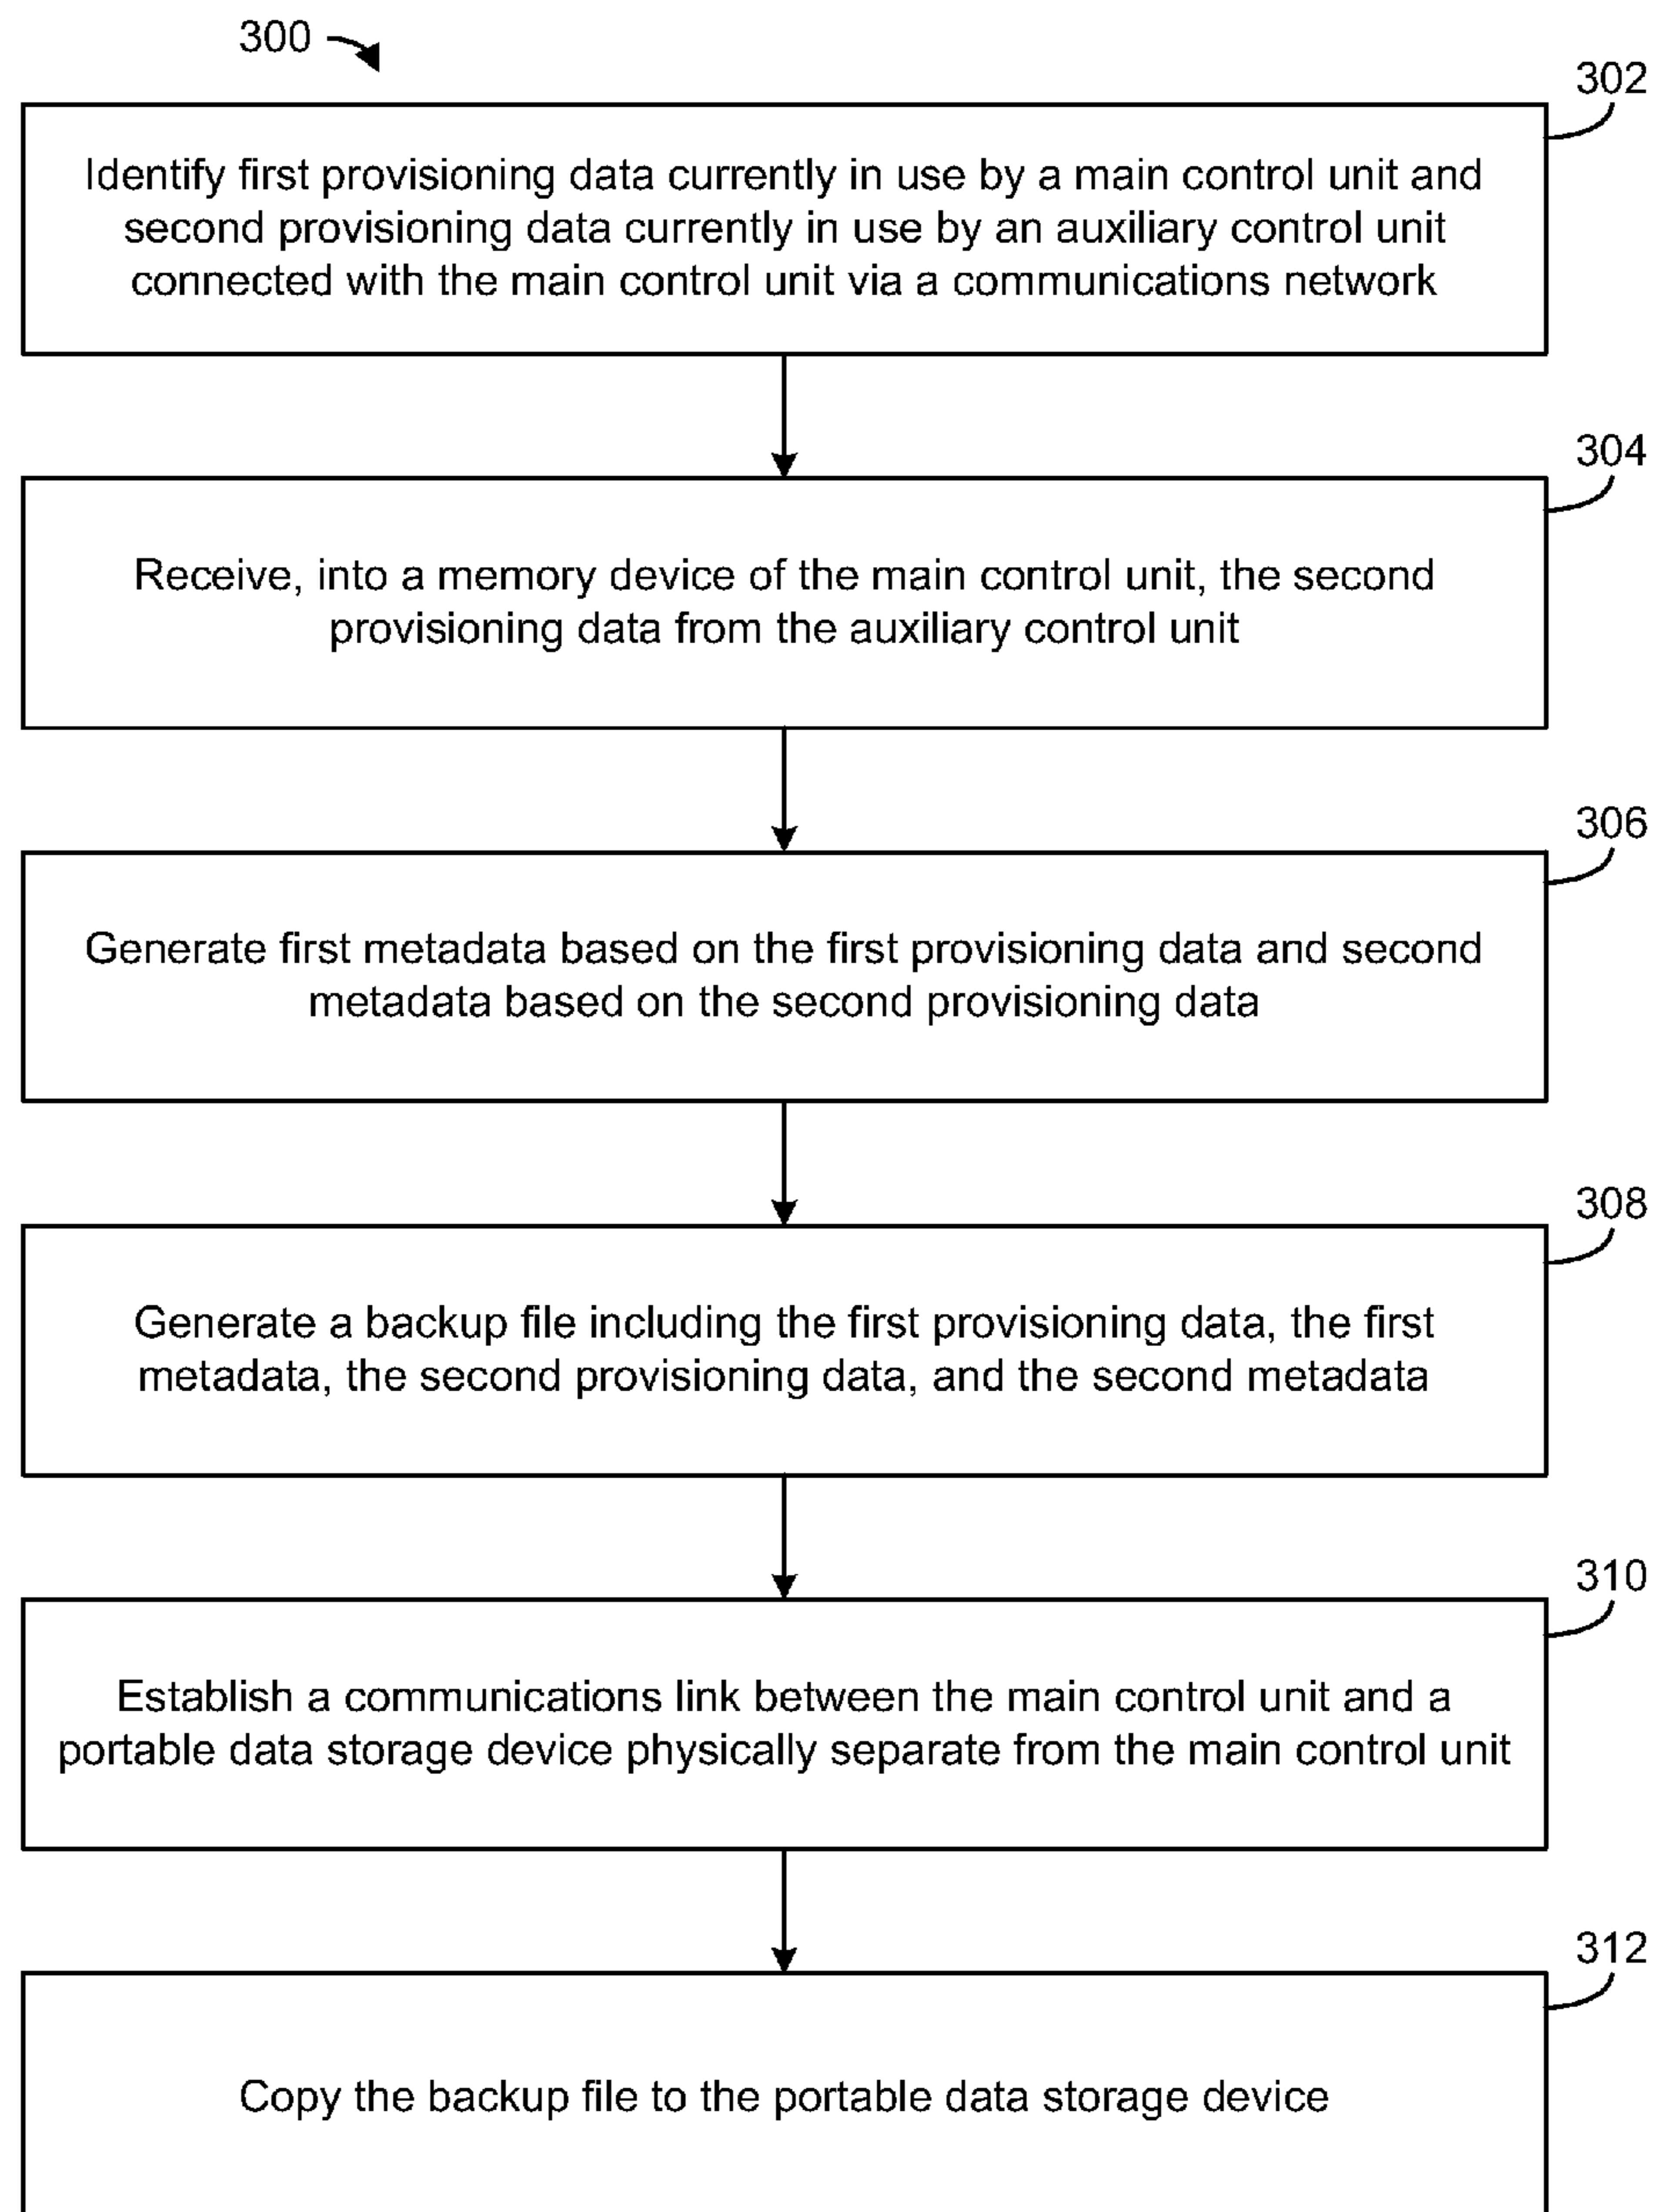 300
302
Identify first provisioning data currently in use by a main control unit and
second provisioning data currently in use by an auxiliary control unit
connected with the main control unit via a communications network
304
Receive, into a memory device of the main control unit, the second
provisioning data from the auxiliary control unit
306
Generate first metadata based on the first provisioning data and second
metadata based on the second provisioning data
308
Generate a backup file including the first provisioning data, the first
metadata, the second provisioning data, and the second metadata
310
Establish a communications link between the main control unit and a
portable data storage device physically separate from the main control unit
312
Copy the backup file to the portable data storage device